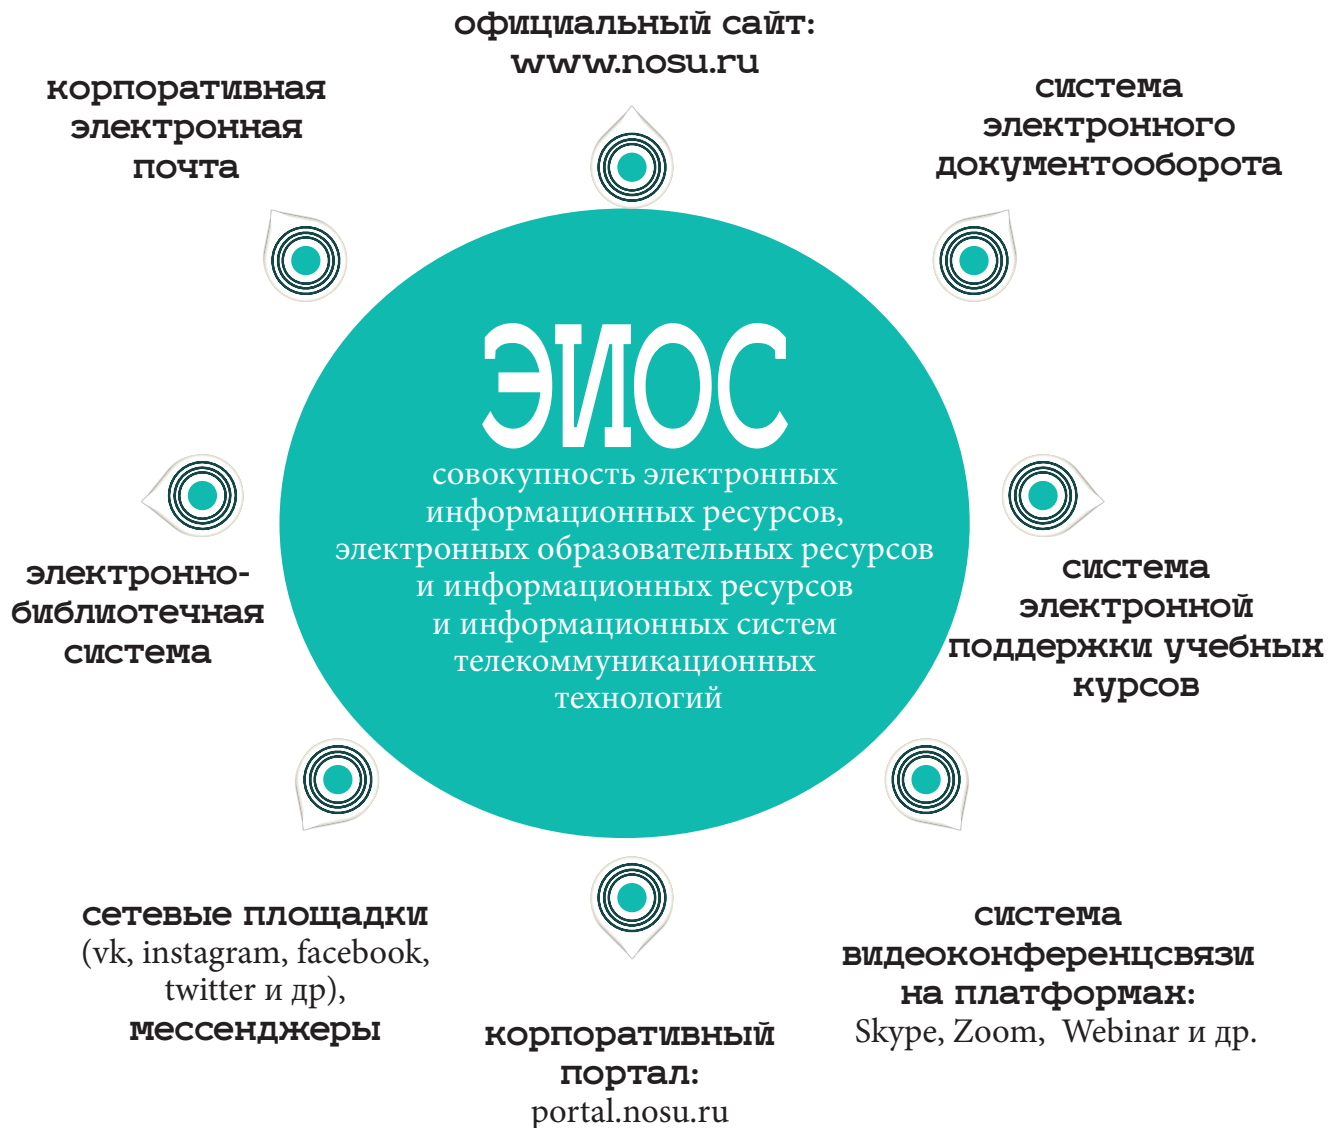 официальный сайт:
www.nosu.ru
корпоративная
электронная
почта
система
электронного
документооборота
ЭИОС
совокупность электронных
информационных ресурсов,
электронных образовательных ресурсов
и информационных ресурсов
и информационных систем
телекоммуникационных
технологий
электронно-
библиотечная
система
система
электронной
поддержки учебных
курсов
сетевые площадки
(vk, instagram, facebook,
twitter и др),
мессенджеры
корпоративный
портал:
portal.nosu.ru
система
видеоконференцсвязи
на платформах:
Skype, Zoom, Webinar и др.